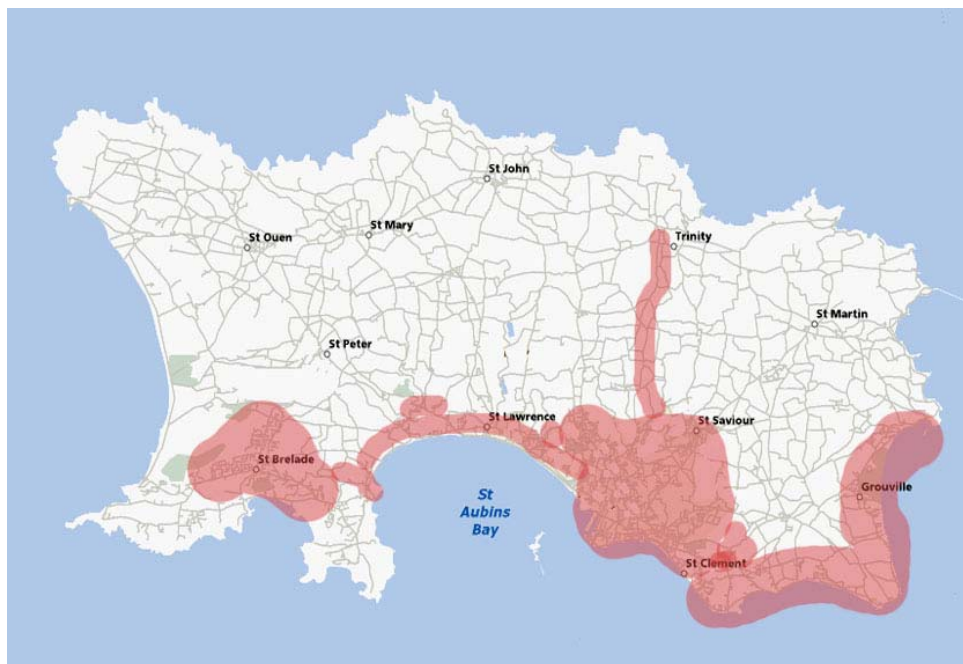 St John
St Mary
St Ouen
Trinity
St Martin
St Peter
St Lawrence
St Saviour
St Brelade
Grouville
St
Aubins
Bay
St Clement